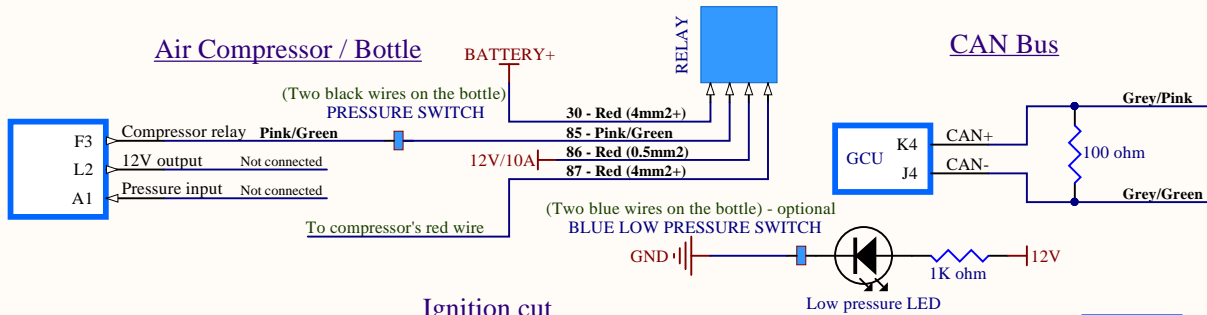 Air Compressor / Bottle
BATTERY+
RELAY
CAN Bus
(Two black wires on the bottle)
PRESSURE SWITCH
30 - Red (4mm2+)
F3 Compressor relay Pink/Green
85 - Pink/Green
L2 12V output Not connected
12V/10A 86 - Red (0.5mm2)
87 - Red (4mm2+)
A1 Pressure input Not connected
To compressor's red wire
Grey/Pink
GCU
K4 CAN+
J4 CAN-
100 ohm
Grey/Green
(Two blue wires on the bottle) - optional
BLUE LOW PRESSURE SWITCH
GND
12V
1K ohm
Low pressure LED
Ignition cut